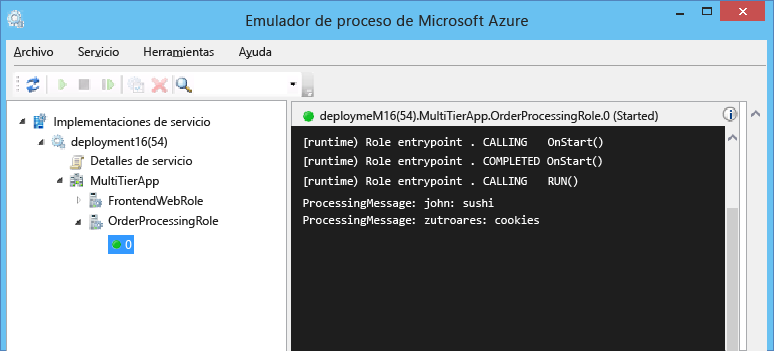 Emulador de proceso de Microsoft Azure
Archivo Servicio Herramientas Ayuda
Implementaciones de servicio
deployment16(54)
Detalles de servicio
MultiTierApp
FrontendWebRole
OrderProcessingRole
0
deploymeM16(54).MultiTierApp.OrderProcessingRole.0 (Started)
[runtime) Role entrypoint . CALLING OnStart()
[runtime) Role entrypoint . COMPLETED OnStart()
[runtime) Role entrypoint . CALLING RUN()
ProcessingMessage: john: sushi
ProcessingMessage: zutroares: cookies